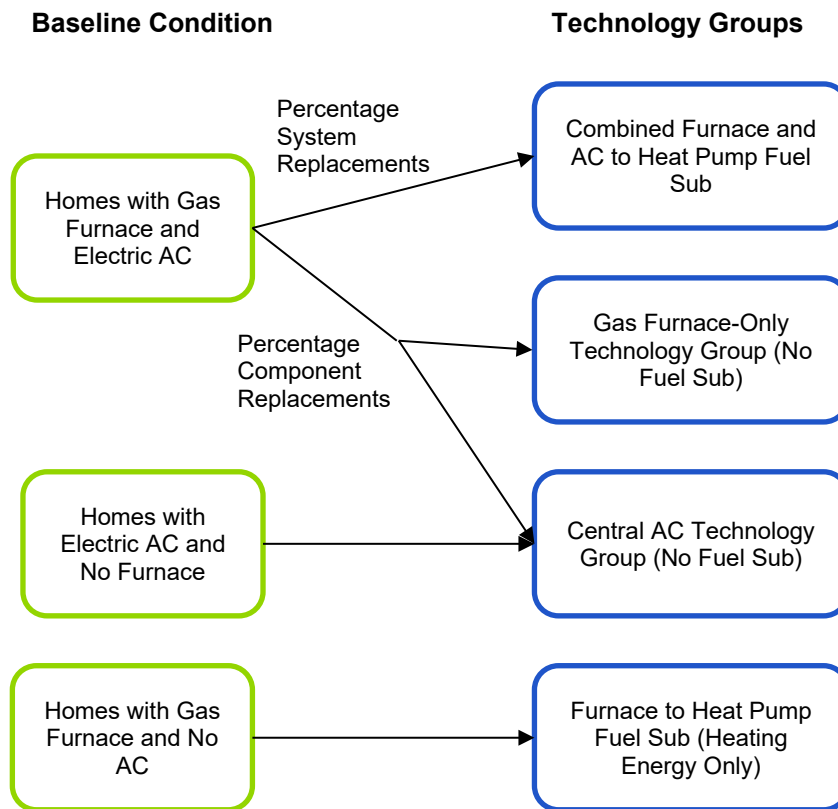 Baseline Condition
Technology Groups
Percentage
System
Replacements
Combined Furnace and
AC to Heat Pump Fuel
Sub
Homes with Gas
Furnace and
Electric AC
Gas Furnace-Only
Technology Group (No
Fuel Sub)
Percentage
Component
Replacements
Homes with
Electric AC and
No Furnace
Central AC Technology
Group (No Fuel Sub)
Homes with Gas
Furnace and No
AC
Furnace to Heat Pump
Fuel Sub (Heating
Energy Only)